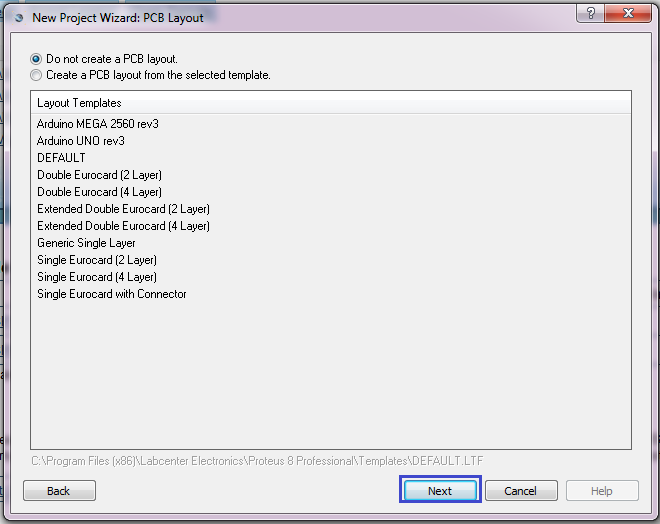 New Project Wizard: PCB Layout
?
Do not create a PCB layout.
Create a PCB layout from the selected template.
Layout Templates
Arduino MEGA 2560 rev3
Arduino UNO rev3
DEFAULT
Double Eurocard (2 Layer)
Double Eurocard (4 Layer)
Extended Double Eurocard (2 Layer)
Extended Double Eurocard (4 Layer)
Generic Single Layer
Single Eurocard (2 Layer)
Single Eurocard (4 Layer)
Single Eurocard with Connector
C:\Program Files (x86)\Labcenter Electronics\Proteus 8 Professional\Templates\DEFAULT.LTF
Back Next Cancel Help